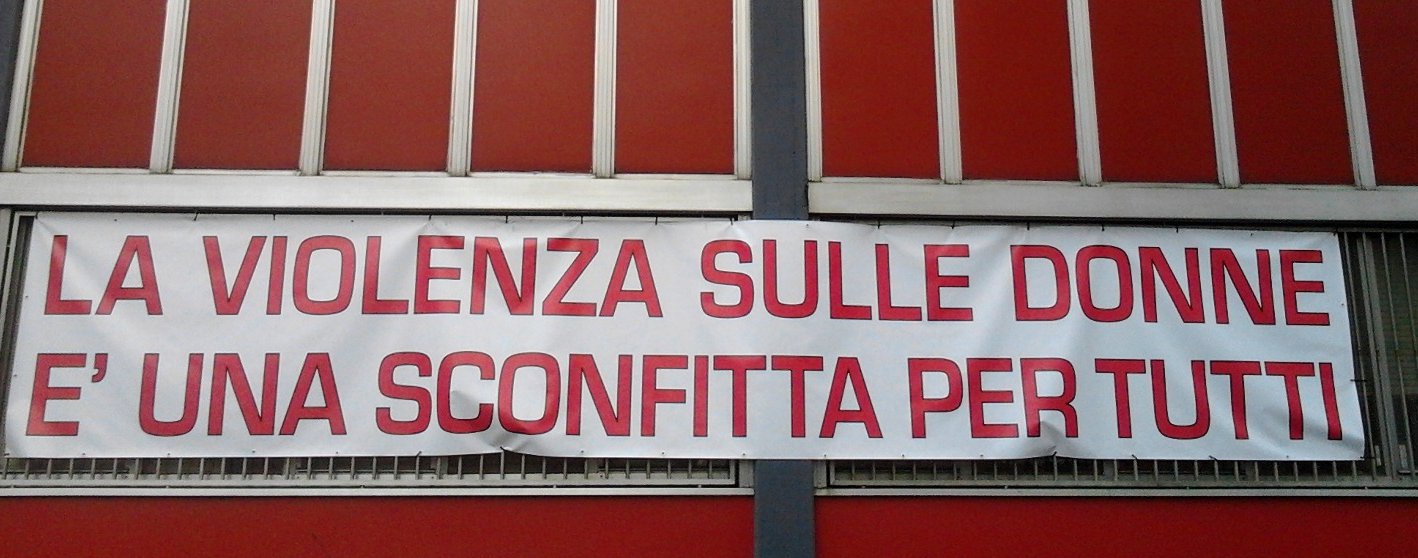 LA VIOLENZA SULLE DONNE
E' UNA SCONFITTA PER TUTTI